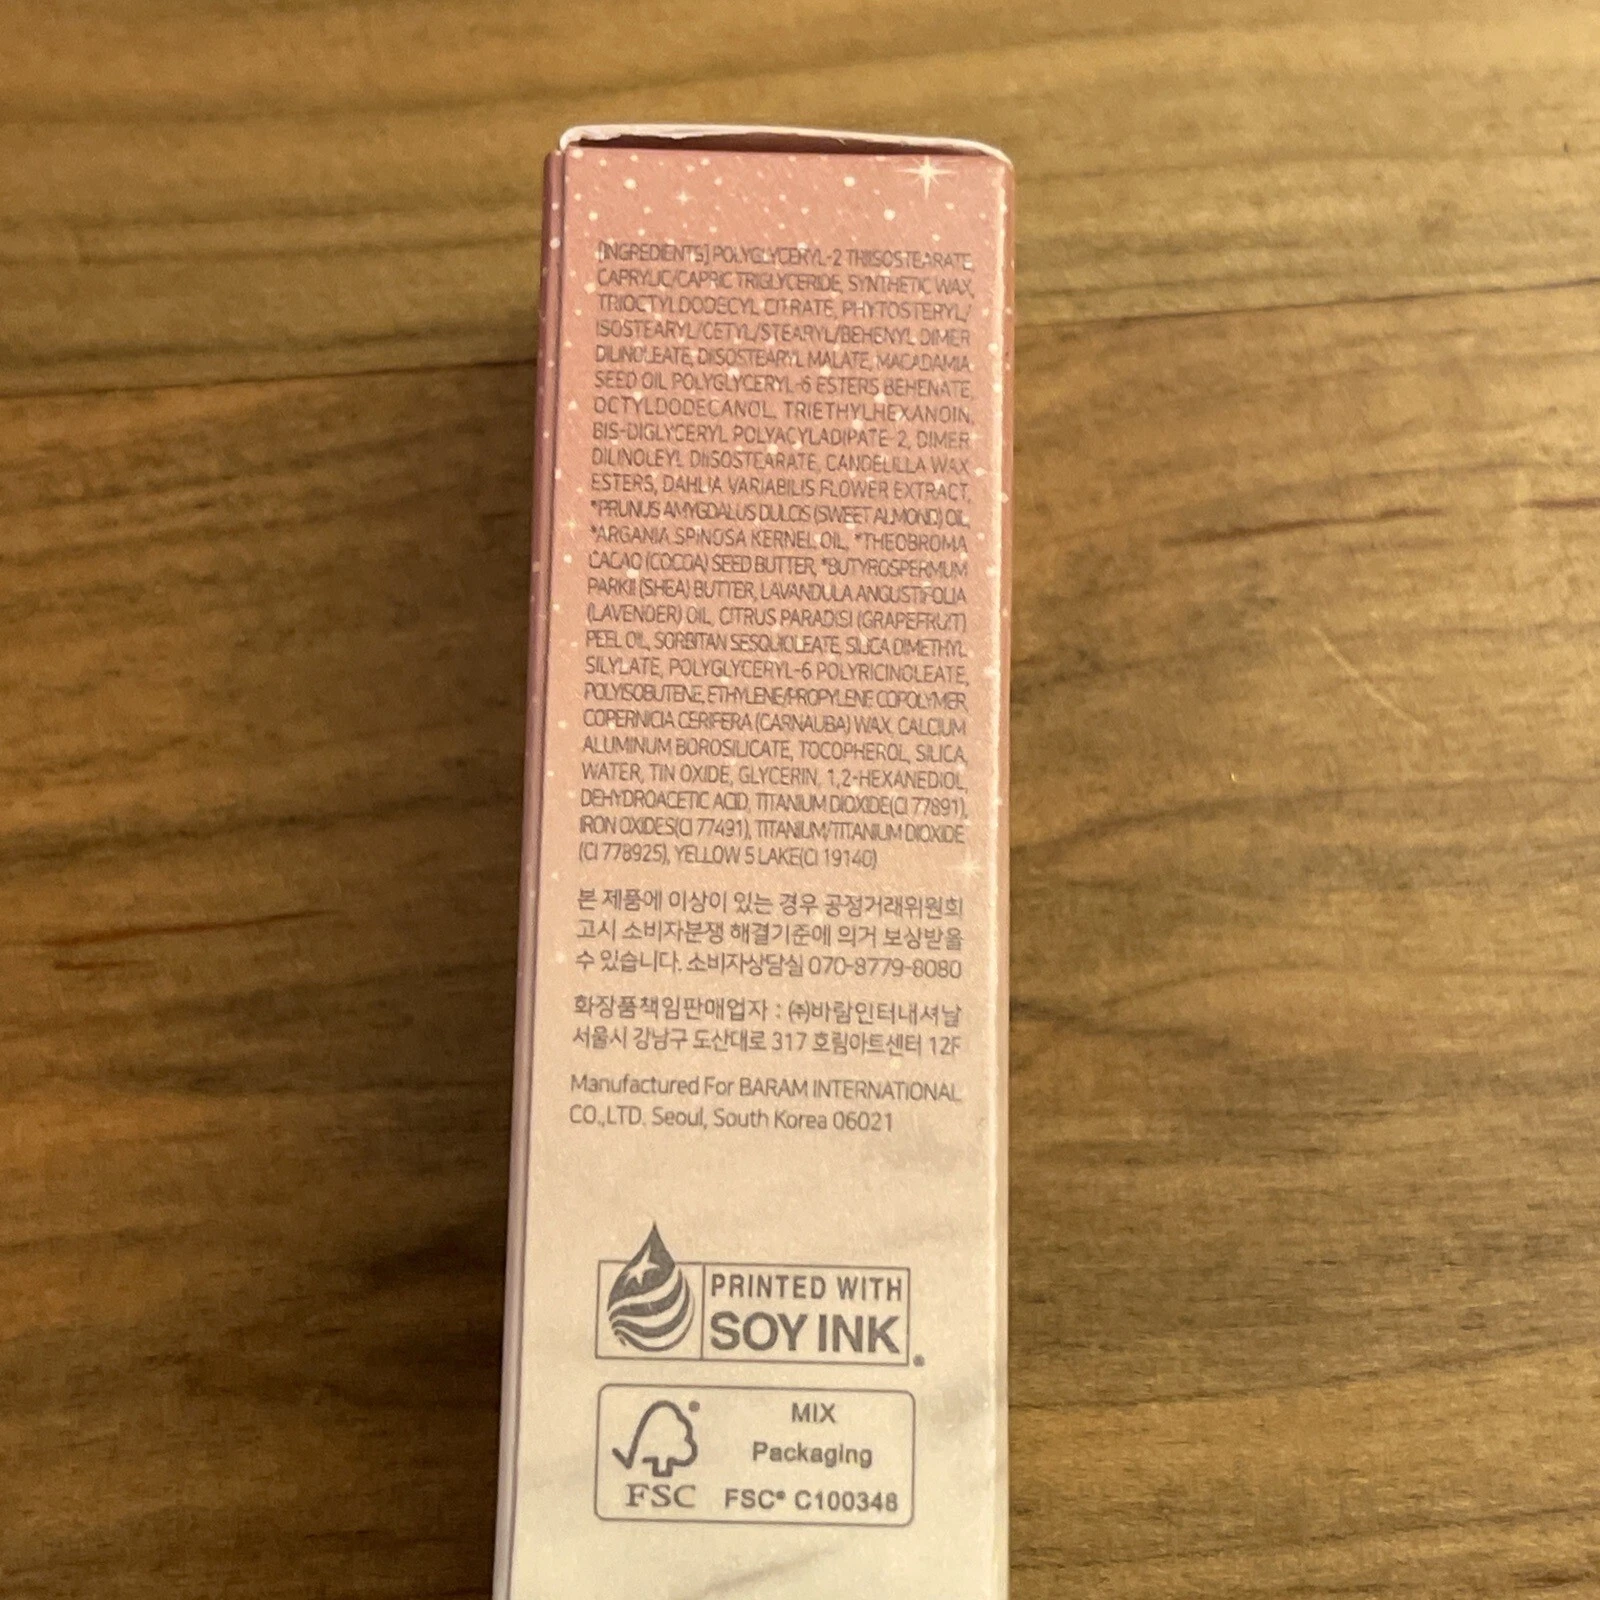 [INGREDIENTS] POLYGLYCERYL-2 TRIISOSTEARATE,
CAPRYLIC/CAPRIC TRIGLYCERIDE, SYNTHETIC WAX,
TRIOCTYLDODECYL CITRATE, PHYTOSTERYL/
ISOSTEARYL/CETYL/STEARYL/BEHENYL DIMER
DILINOLEATE, DIISOSTEARYL MALATE, MACADAMIA
SEED OIL POLYGLYCERYL-6 ESTERS BEHENATE,
OCTYLDODECANOL, TRIETHYLHEXANOIN,
BIS-DIGLYCERYL POLYACYLADIPATE-2, DIMER
DILINOLEYL DIISOSTEARATE, CANDELILLA WAX
ESTERS, DAHLIA VARIABILIS FLOWER EXTRACT,
*PRUNUS AMYGDALUS DULCIS (SWEET ALMOND) OIL,
*ARGANIA SPINOSA KERNEL OIL, *THEOBROMA
CACAO (COCOA) SEED BUTTER, *BUTYROSPERMUM
PARKII (SHEA) BUTTER, LAVANDULA ANGUSTIFOLIA
(LAVENDER) OIL, CITRUS PARADISI (GRAPEFRUIT)
PEEL OIL, SORBITAN SESQUIOLEATE, SILICA DIMETHYL
SILYLATE, POLYGLYCERYL-6 POLYRICINOLEATE,
POLYISOBUTENE, ETHYLENE/PROPYLENE COPOLYMER,
COPERNICIA CERIFERA (CARNAUBA) WAX, CALCIUM
ALUMINUM BOROSILICATE, TOCOPHEROL, SILICA,
WATER, TIN OXIDE, GLYCERIN, 1,2-HEXANEDIOL,
DEHYDROACETIC ACID, TITANIUM DIOXIDE(CI 77891),
IRON OXIDES(CI 77491), TITANIUM/TITANIUM DIOXIDE
(CI 778925), YELLOW 5 LAKE(CI 19140)
본 제품에 이상이 있는 경우 공정거래위원회
고시 소비자분쟁 해결기준에 의거 보상받을
수 있습니다. 소비자상담실 070-8779-8080
화장품책임판매업자 : ㈜바람인터내셔날
서울시 강남구 도산대로 317 호림아트센터 12F
Manufactured For BARAM INTERNATIONAL
CO.,LTD. Seoul, South Korea 06021
PRINTED WITH
SOY INK®
MIX
Packaging
FSC
FSC® C100348